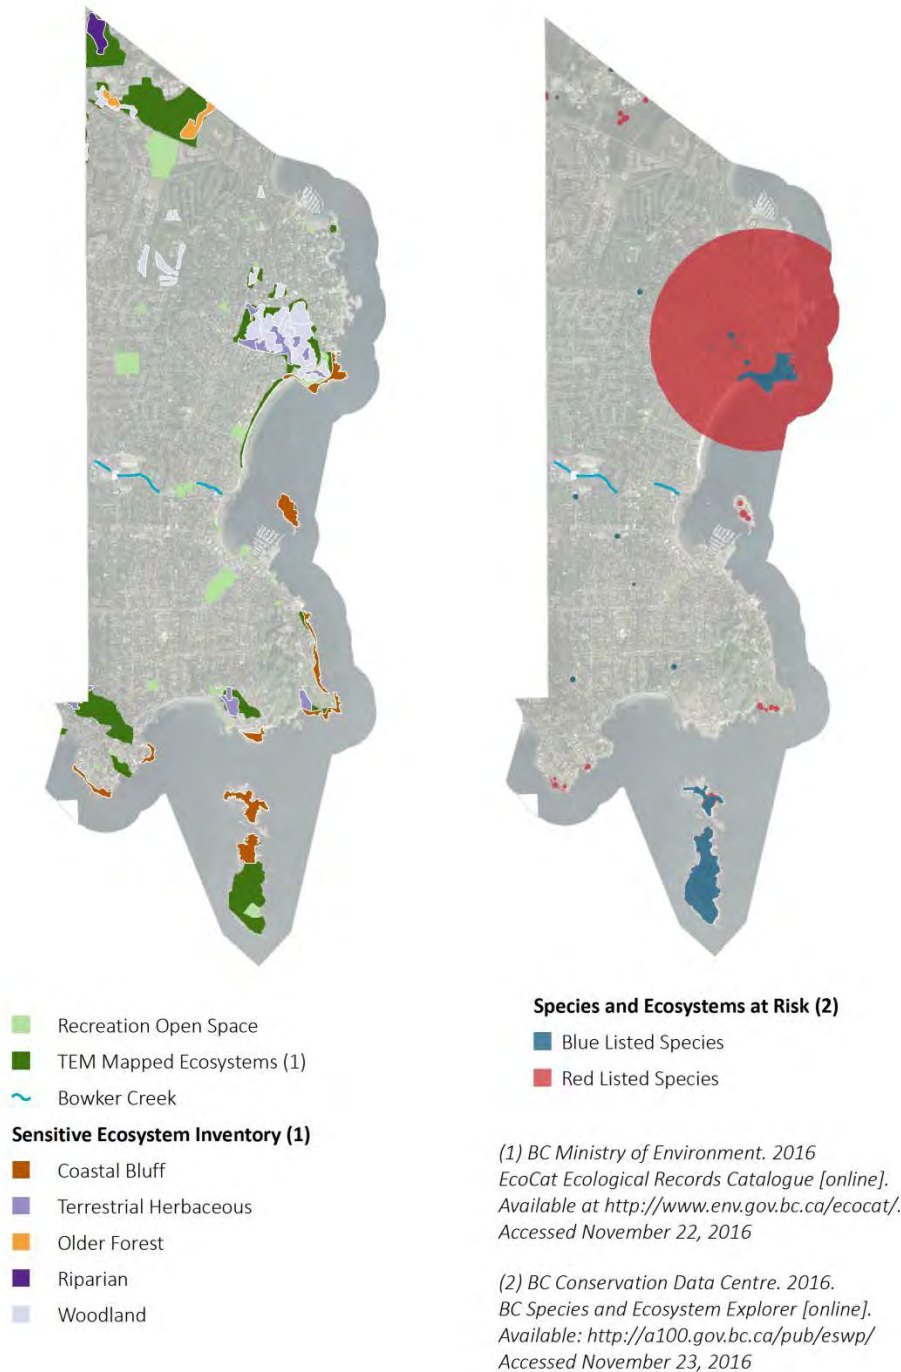 Recreation Open Space
TEM Mapped Ecosystems (1)
Bowker Creek
Sensitive Ecosystem Inventory (1)
Coastal Bluff
Terrestrial Herbaceous
Older Forest
Riparian
Woodland
Species and Ecosystems at Risk (2)
Blue Listed Species
Red Listed Species
(1) BC Ministry of Environment. 2016
EcoCat Ecological Records Catalogue [online].
Available at http://www.env.gov.bc.ca/ecocat/.
Accessed November 22, 2016
(2) BC Conservation Data Centre. 2016.
BC Species and Ecosystem Explorer [online].
Available: http://a100.gov.bc.ca/pub/eswp/
Accessed November 23, 2016